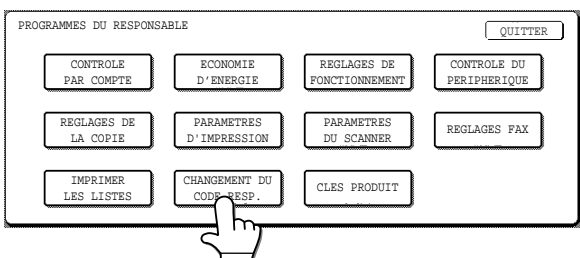 PROGRAMMES DU RESPONSABLE
QUITTER
CONTROLE
PAR COMPTE
ECONOMIE
D'ENERGIE
REGLAGES DE
FONCTIONNEMENT
CONTROLE DU
PERIPHERIQUE
REGLAGES DE
LA COPIE
PARAMETRES
D'IMPRESSION
PARAMETRES
DU SCANNER
REGLAGES FAX
IMPRIMER
LES LISTES
CHANGEMENT DU
CODE RESP.
CLES PRODUIT